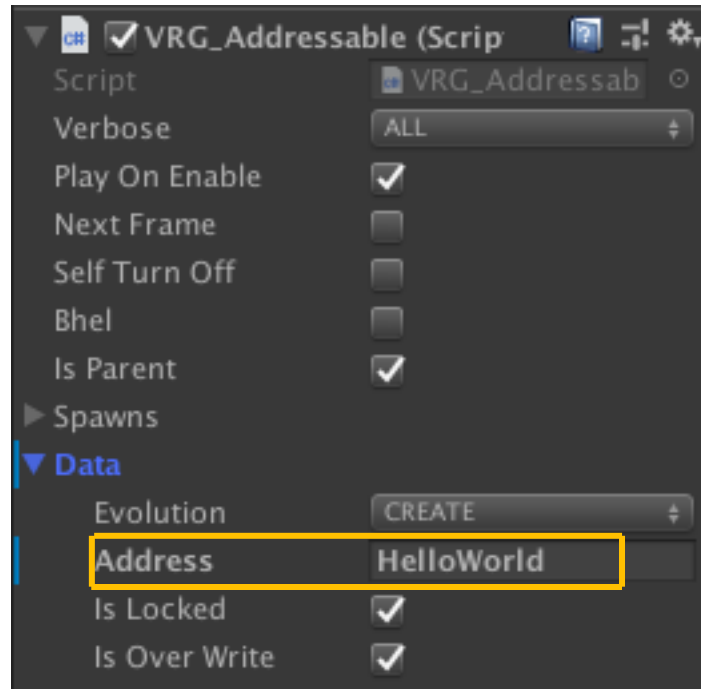 VRG_Addressable (Scrip
Script VRG_Addressab
Verbose ALL
Play On Enable
Next Frame
Self Turn Off
Bhel
Is Parent
Spawns
Data
Evolution CREATE
Address HelloWorld
Is Locked
Is Over Write